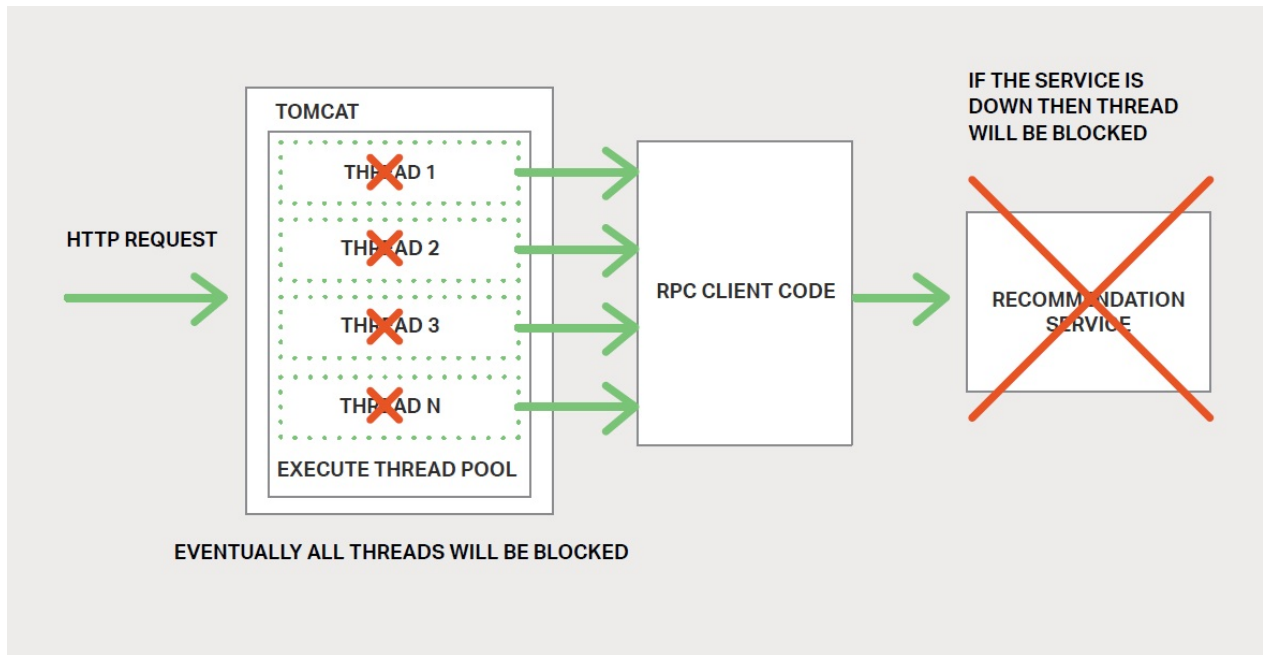 IF THE SERVICE IS
DOWN THEN THREAD
WILL BE BLOCKED
TOMCAT
THREAD 1
THREAD 2
THREAD 3
THREAD N
EXECUTE THREAD POOL
HTTP REQUEST
RPC CLIENT CODE
RECOMMENDATION
SERVICE
EVENTUALLY ALL THREADS WILL BE BLOCKED